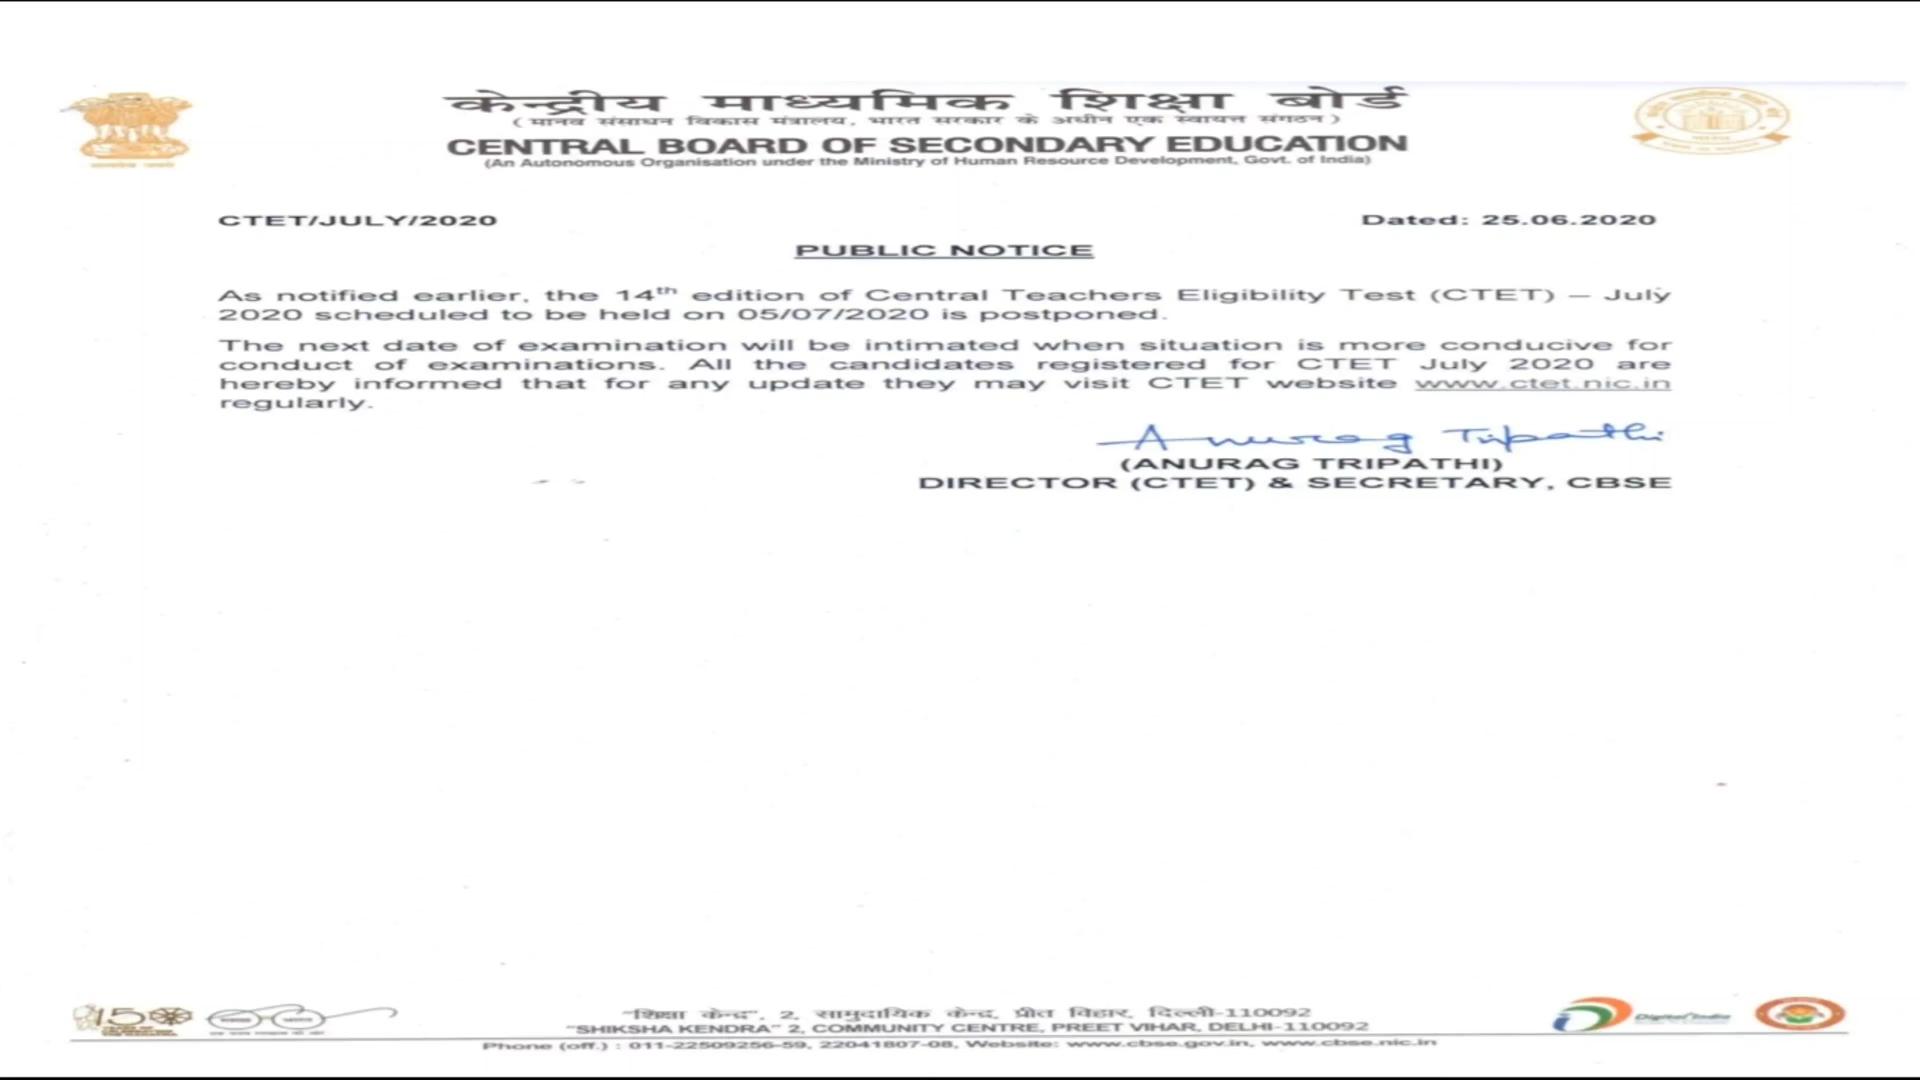 केन्द्रीय माध्यमिक शिक्षा बोर्ड
(मानव संसाधन विकास मंत्रालय, भारत सरकार के अधीन एक स्वायत्त संगठन)
CENTRAL BOARD OF SECONDARY EDUCATION
(An Autonomous Organisation under the Ministry of Human Resource Development, Govt. of India)
CTET/JULY/2020 Dated: 25.06.2020
PUBLIC NOTICE
As notified earlier, the 14th edition of Central Teachers Eligibility Test (CTET) – July
2020 scheduled to be held on 05/07/2020 is postponed.
The next date of examination will be intimated when situation is more conducive for
conduct of examinations. All the candidates registered for CTET July 2020 are
hereby informed that for any update they may visit CTET website www.ctet.nic.in
regularly.
Anurag Tripathi
(ANURAG TRIPATHI)
DIRECTOR (CTET) & SECRETARY, CBSE
150
"शिक्षा केन्द्र", 2, सामुदायिक केन्द्र, प्रीत विहार, दिल्ली-110092
"SHIKSHA KENDRA" 2, COMMUNITY CENTRE, PREET VIHAR, DELHI-110092
Digital India
Phone (off.) : 011-22509256-59, 22041807-08, Website: www.cbse.gov.in, www.cbse.nic.in